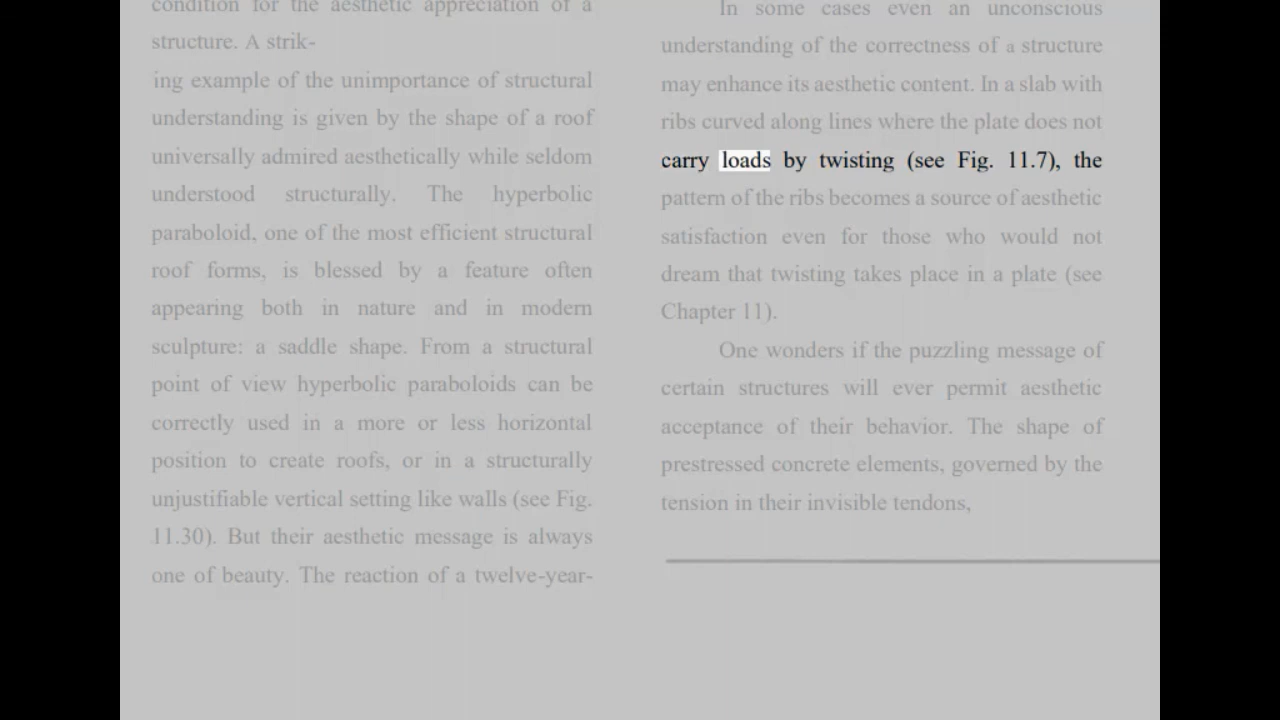 condition for the aesthetic appreciation of a
structure. A strik-
ing example of the unimportance of structural
understanding is given by the shape of a roof
universally admired aesthetically while seldom
understood structurally. The hyperbolic
paraboloid, one of the most efficient structural
roof forms, is blessed by a feature often
appearing both in nature and in modern
sculpture: a saddle shape. From a structural
point of view hyperbolic paraboloids can be
correctly used in a more or less horizontal
position to create roofs, or in a structurally
unjustifiable vertical setting like walls (see Fig.
11.30). But their aesthetic message is always
one of beauty. The reaction of a twelve-year-
In some cases even an unconscious
understanding of the correctness of a structure
may enhance its aesthetic content. In a slab with
ribs curved along lines where the plate does not
carry loads by twisting (see Fig. 11.7), the
pattern of the ribs becomes a source of aesthetic
satisfaction even for those who would not
dream that twisting takes place in a plate (see
Chapter 11).
One wonders if the puzzling message of
certain structures will ever permit aesthetic
acceptance of their behavior. The shape of
prestressed concrete elements, governed by the
tension in their invisible tendons,